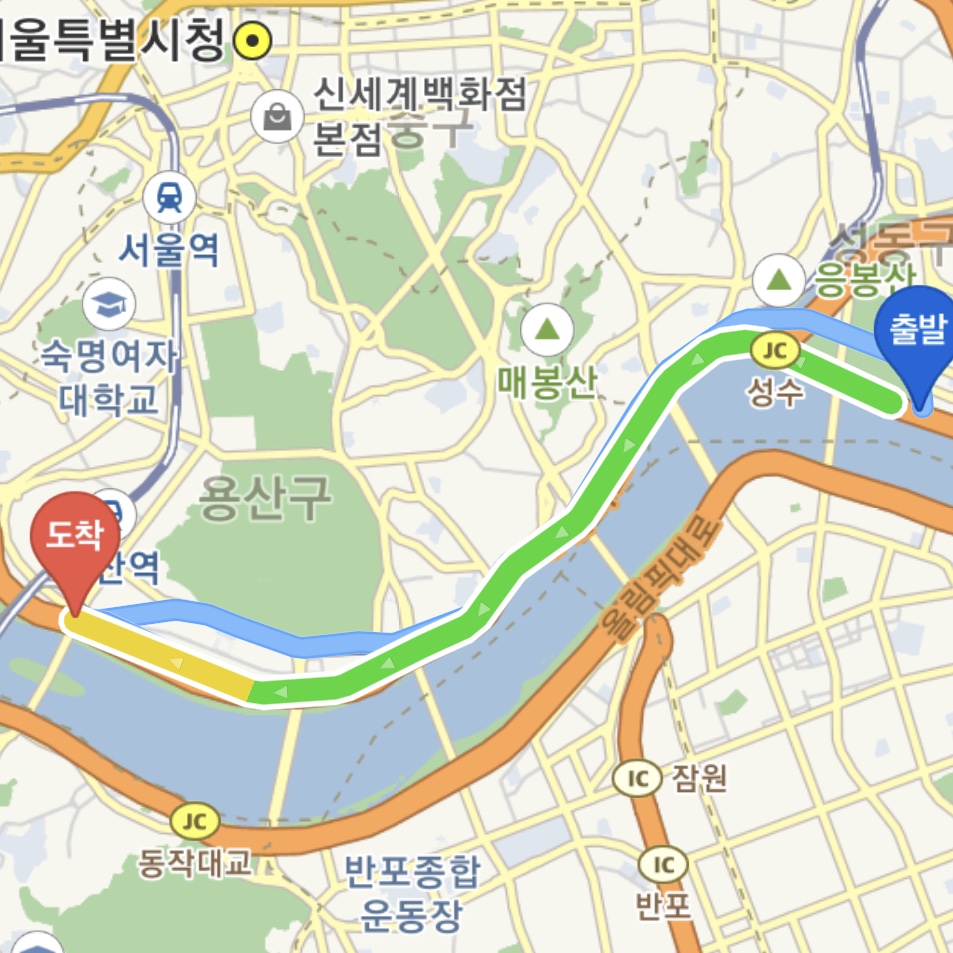 울특별시청
신세계백화점
본점
중구
서울역
성동구
응봉산
숙명여자
대학교
출발
JC
성수
매봉산
용산구
도착
산역
올림픽대로
IC
잠원
JC
동작대교
IC
반포
반포종합
운동장